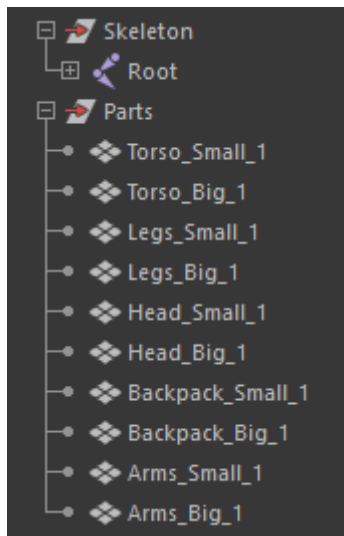 Skeleton
Root
Parts
Torso_Small_1
Torso_Big_1
Legs_Small_1
Legs_Big_1
Head_Small_1
Head_Big_1
Backpack_Small_1
Backpack_Big_1
Arms_Small_1
Arms_Big_1